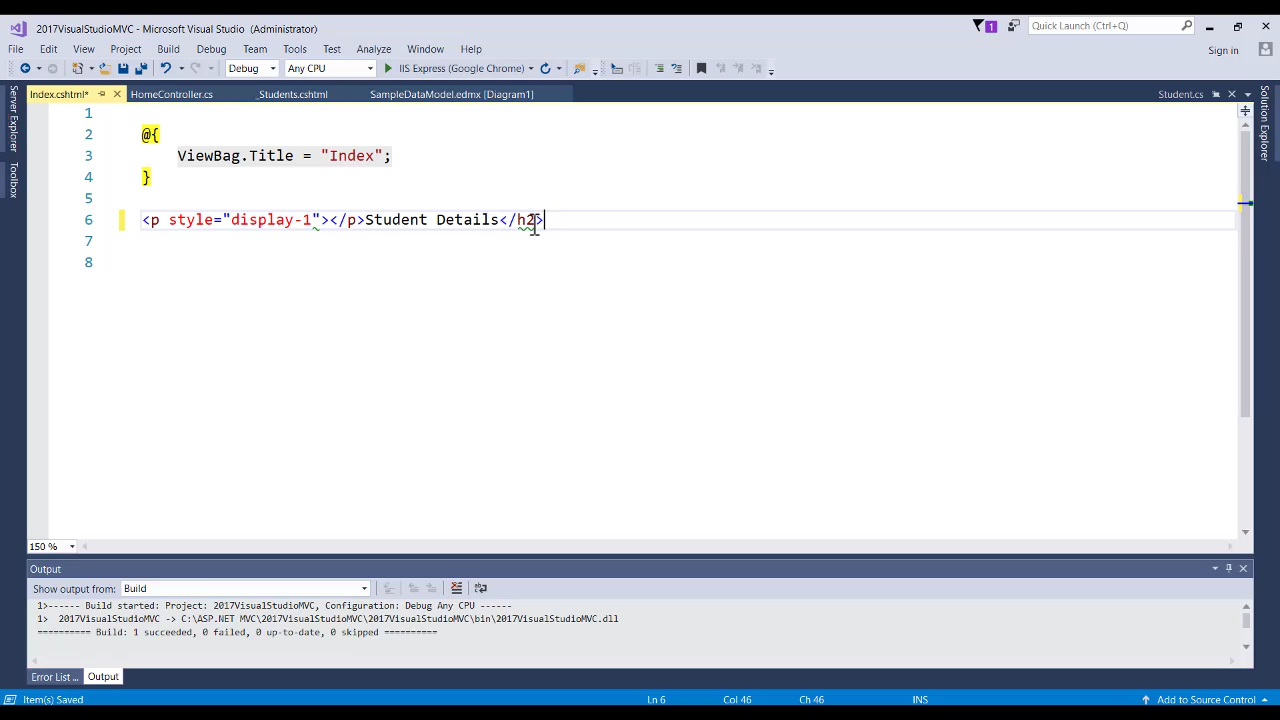 2017VisualStudioMVC - Microsoft Visual Studio (Administrator)
1
Quick Launch (Ctrl+Q)
File Edit View Project Build Debug Team Tools Test Analyze Window Help
Sign in
Debug Any CPU IIS Express (Google Chrome)
Index.cshtml* HomeController.cs _Students.cshtml SampleDataModel.edmx [Diagram1] Student.cs
Server Explorer
Toolbox
Solution Explorer
1
2 @{
3 ViewBag.Title = "Index";
4 }
5
6 <p style="display-1"></p>Student Details</h2>
7
8
150 %
Output
Show output from: Build
1>------ Build started: Project: 2017VisualStudioMVC, Configuration: Debug Any CPU ------
1> 2017VisualStudioMVC -> C:\ASP.NET MVC\2017VisualStudioMVC\2017VisualStudioMVC\bin\2017VisualStudioMVC.dll
========== Build: 1 succeeded, 0 failed, 0 up-to-date, 0 skipped ==========
Error List ... Output
Item(s) Saved Ln 6 Col 46 Ch 46 INS Add to Source Control